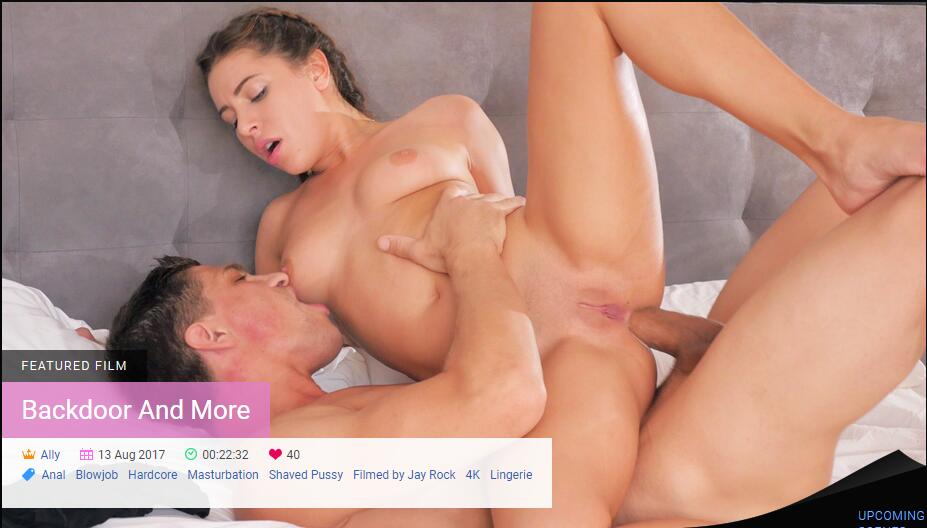 FEATURED FILM
Backdoor And More
Ally 13 Aug 2017 00:22:32 40
Anal Blowjob Hardcore Masturbation Shaved Pussy Filmed by Jay Rock 4K Lingerie
UPCOMING